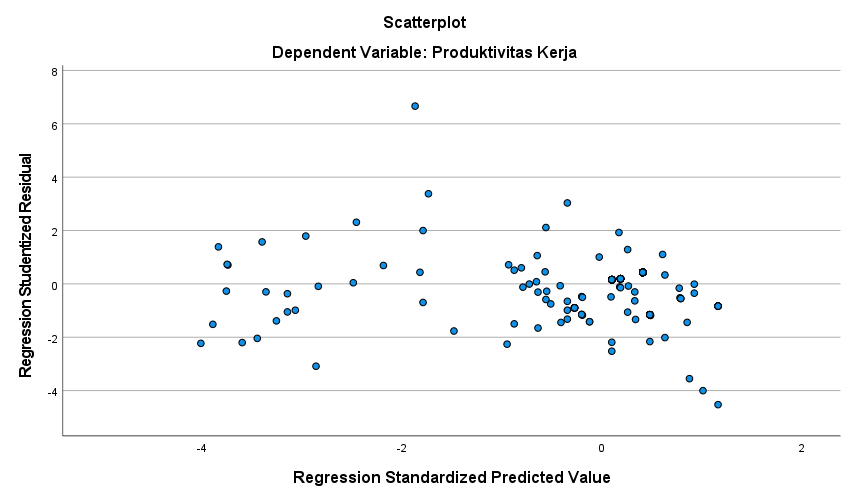 Scatterplot
Dependent Variable: Produktivitas Kerja
Regression Studentized Residual
8
6
4
2
0
-2
-4
-4
-2
0
2
Regression Standardized Predicted Value